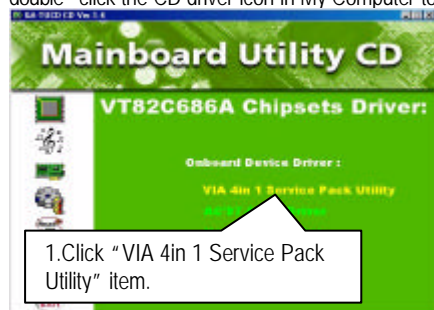 double -click the CD driver icon in My Computer to
Mainboard Utility CD
VT82C686A Chipsets Driver:
Onboard Device Driver :
VIA 4in 1 Service Pack Utility
1.Click “VIA 4in 1 Service Pack
Utility” item.